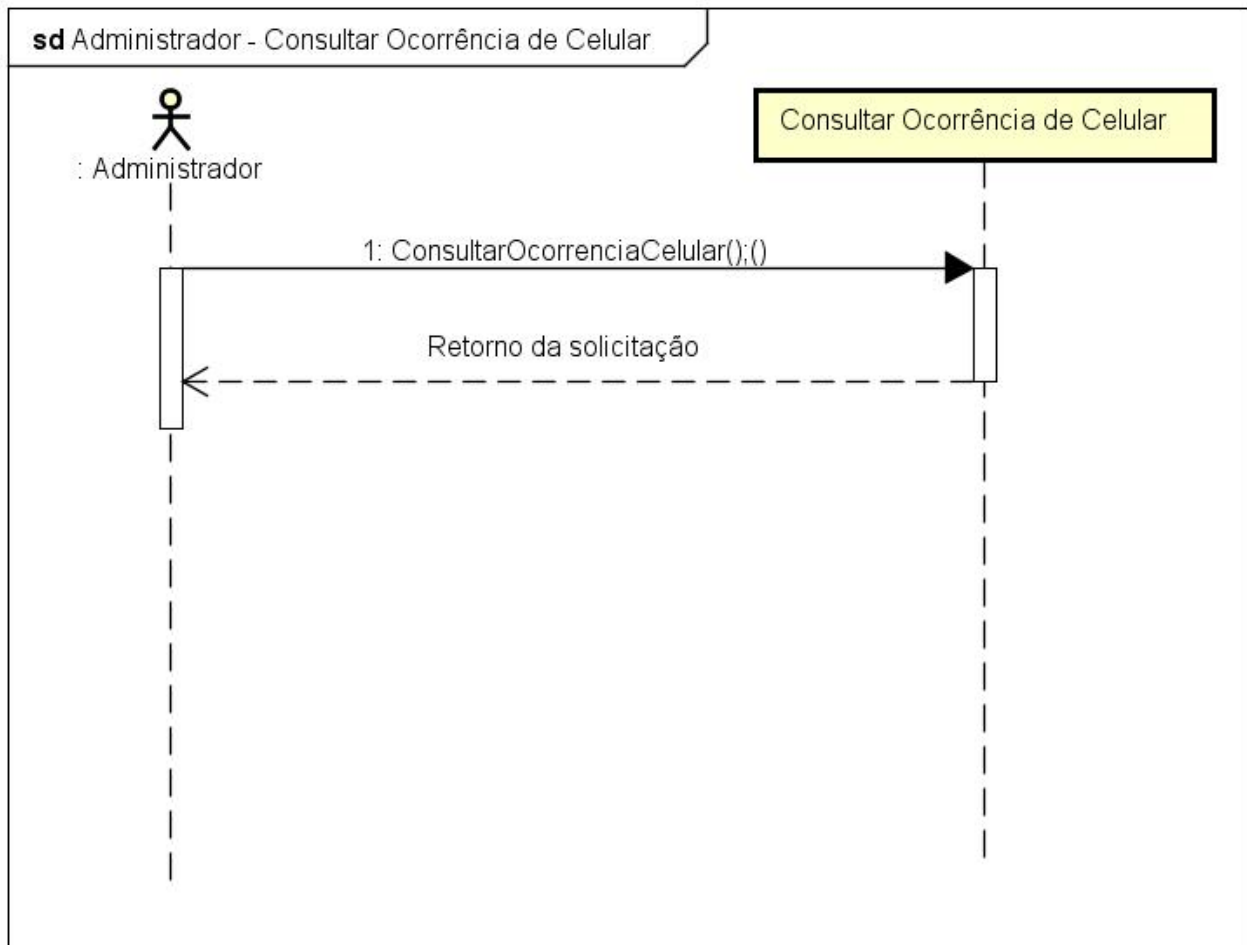 sd Administrador - Consultar Ocorrência de Celular
: Administrador
Consultar Ocorrência de Celular
1: ConsultarOcorrenciaCelular();()
Retorno da solicitação